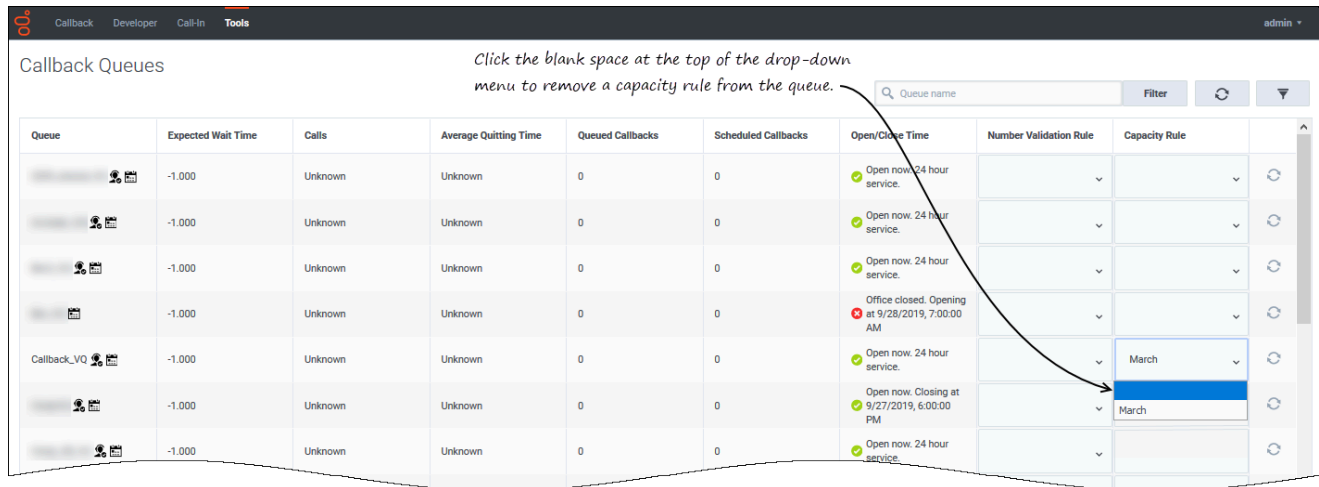 Callback Developer Call-In Tools admin
Callback Queues
Click the blank space at the top of the drop-down
menu to remove a capacity rule from the queue.
Queue name Filter
Queue Expected Wait Time Calls Average Quitting Time Queued Callbacks Scheduled Callbacks Open/Close Time Number Validation Rule Capacity Rule
-1.000 Unknown Unknown 0 0 Open now. 24 hour
service.
-1.000 Unknown Unknown 0 0 Open now. 24 hour
service.
-1.000 Unknown Unknown 0 0 Open now. 24 hour
service.
-1.000 Unknown Unknown 0 0 Office closed. Opening
at 9/28/2019, 7:00:00
AM
Callback_VQ -1.000 Unknown Unknown 0 0 Open now. 24 hour
service. March
-1.000 Unknown Unknown 0 0 Open now. Closing at
9/27/2019, 6:00:00
PM
March
-1.000 Unknown Unknown 0 0 Open now. 24 hour
service.